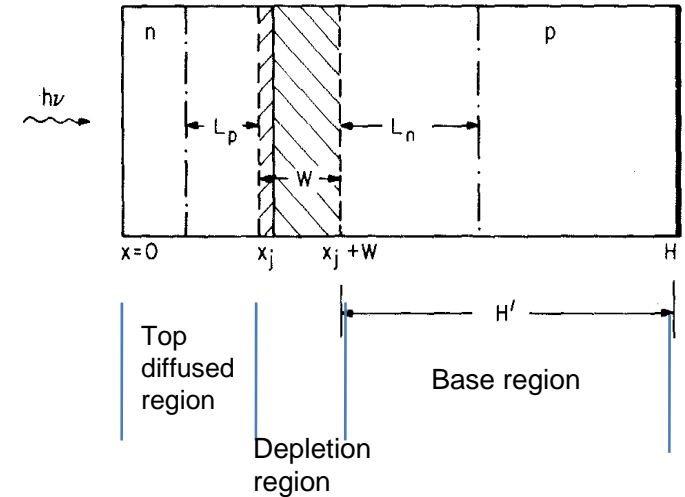 n
p
hν
L_p
L_n
W
x=0
x_j
x_j +W
H
H′
Top
diffused
region
Base region
Depletion
region